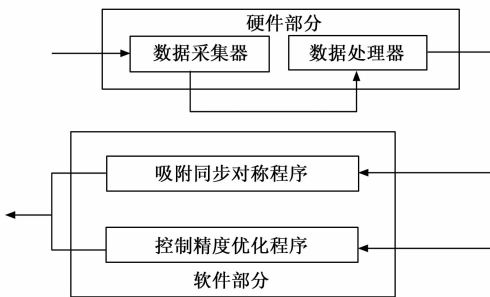 硬件部分
数据采集器
数据处理器
吸附同步对称程序
控制精度优化程序
软件部分